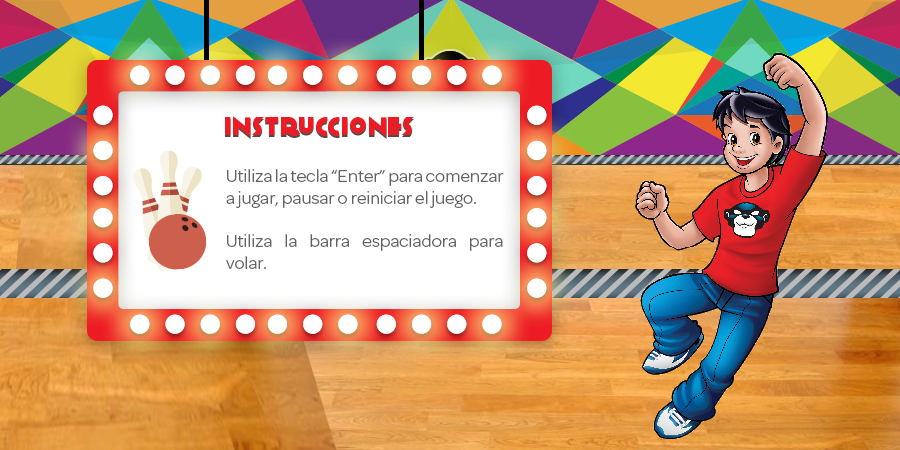 INSTRUCCIONES
Utiliza la tecla “Enter” para comenzar
a jugar, pausar o reiniciar el juego.
Utiliza la barra espaciadora para
volar.